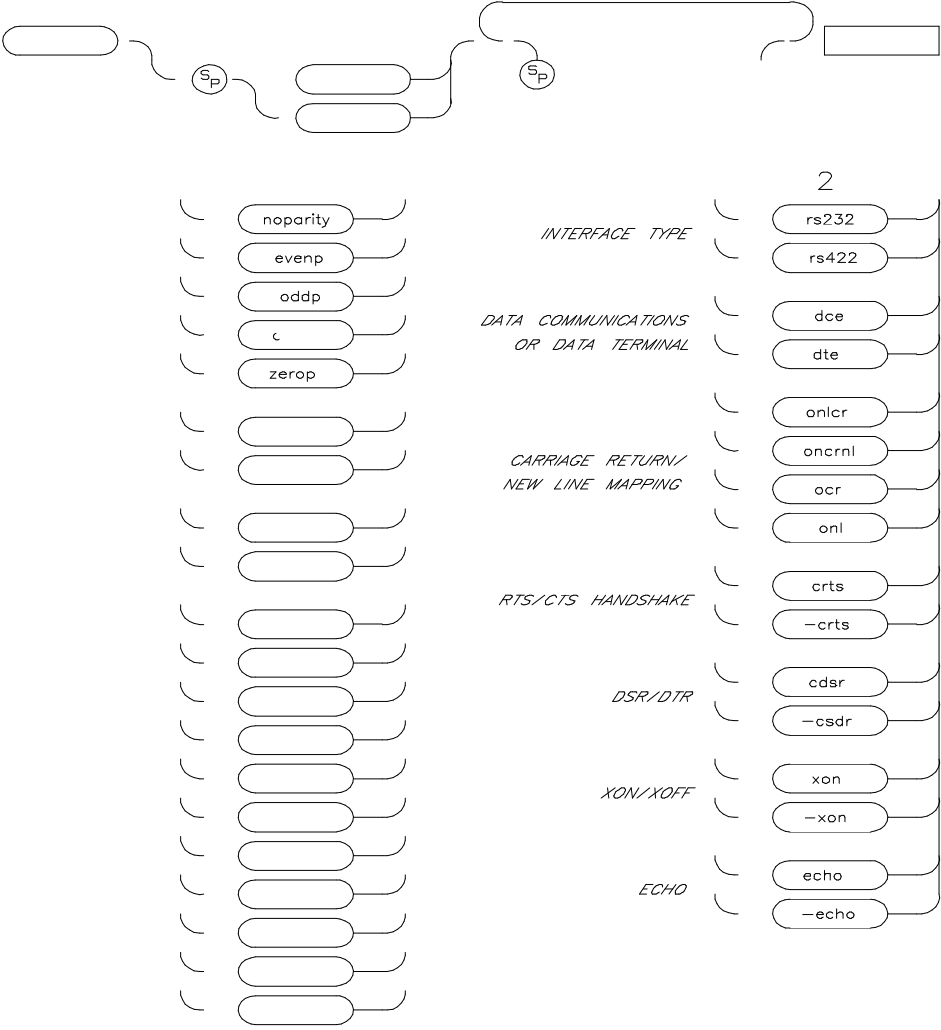 SP
SP
noparity
evenp
oddp
c
zerop
2
INTERFACE TYPE
rs232
rs422
DATA COMMUNICATIONS
OR DATA TERMINAL
dce
dte
CARRIAGE RETURN/
NEW LINE MAPPING
onlcr
oncrnl
ocr
onl
RTS/CTS HANDSHAKE
crts
-crts
DSR/DTR
cdsr
-csdr
XON/XOFF
xon
-xon
ECHO
echo
-echo